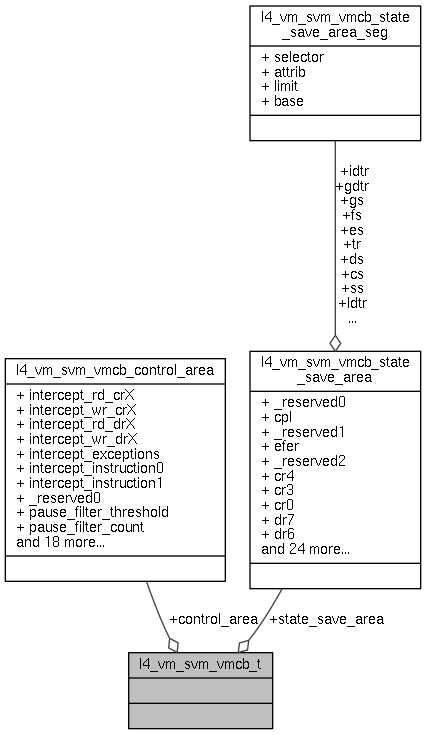 l4_vm_svm_vmcb_state
_save_area_seg
+ selector
+ attrib
+ limit
+ base
+idtr
+gdtr
+gs
+fs
+es
+tr
+ds
+cs
+ss
+ldtr
...
l4_vm_svm_vmcb_control_area
+ intercept_rd_crX
+ intercept_wr_crX
+ intercept_rd_drX
+ intercept_wr_drX
+ intercept_exceptions
+ intercept_instruction0
+ intercept_instruction1
+ _reserved0
+ pause_filter_threshold
+ pause_filter_count
and 18 more...
l4_vm_svm_vmcb_state
_save_area
+ _reserved0
+ cpl
+ _reserved1
+ efer
+ _reserved2
+ cr4
+ cr3
+ cr0
+ dr7
+ dr6
and 24 more...
+control_area
+state_save_area
l4_vm_svm_vmcb_t